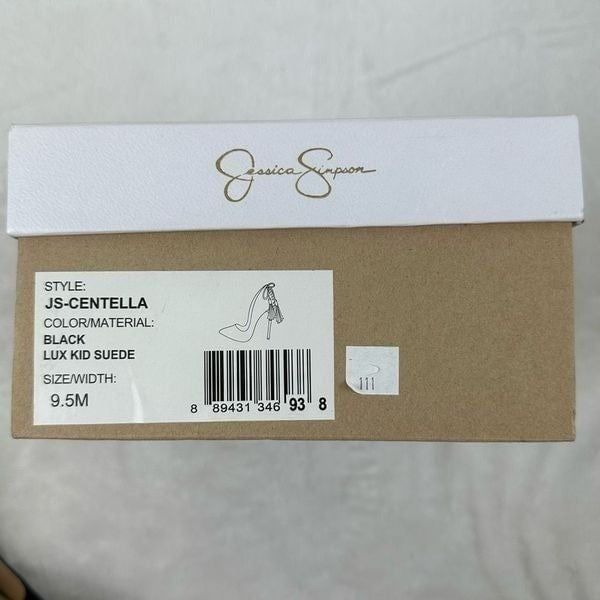 Jessica Simpson
STYLE:
JS-CENTELLA
COLOR/MATERIAL:
BLACK
LUX KID SUEDE
SIZE/WIDTH:
9.5M
8 89431 346 93 8
111